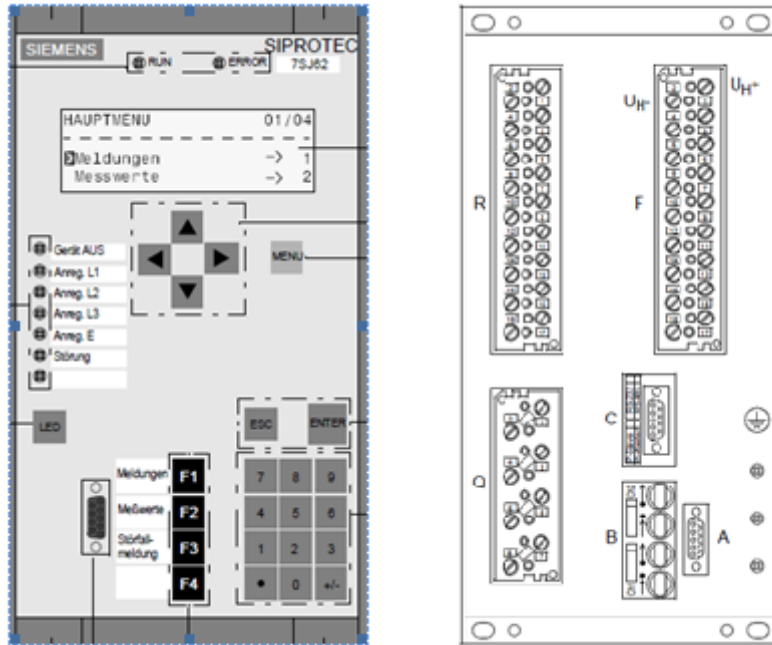 SIEMENS
SIPROTEC
RUN
ERROR
7SJ62
HAUPTMENU 01/04
Meldungen -> 1
Messwerte -> 2
MENU
Gerät AUS
Anreg. L1
Anreg. L2
Anreg. L3
Anreg. E
Störung
LED
ESC
ENTER
Meldungen
F1
Meßwerte
F2
Störfall-
meldung
F3
F4
7 8 9
4 5 6
1 2 3
• 0 +/-
R
F
UH-
UH+
C
Q
B
A